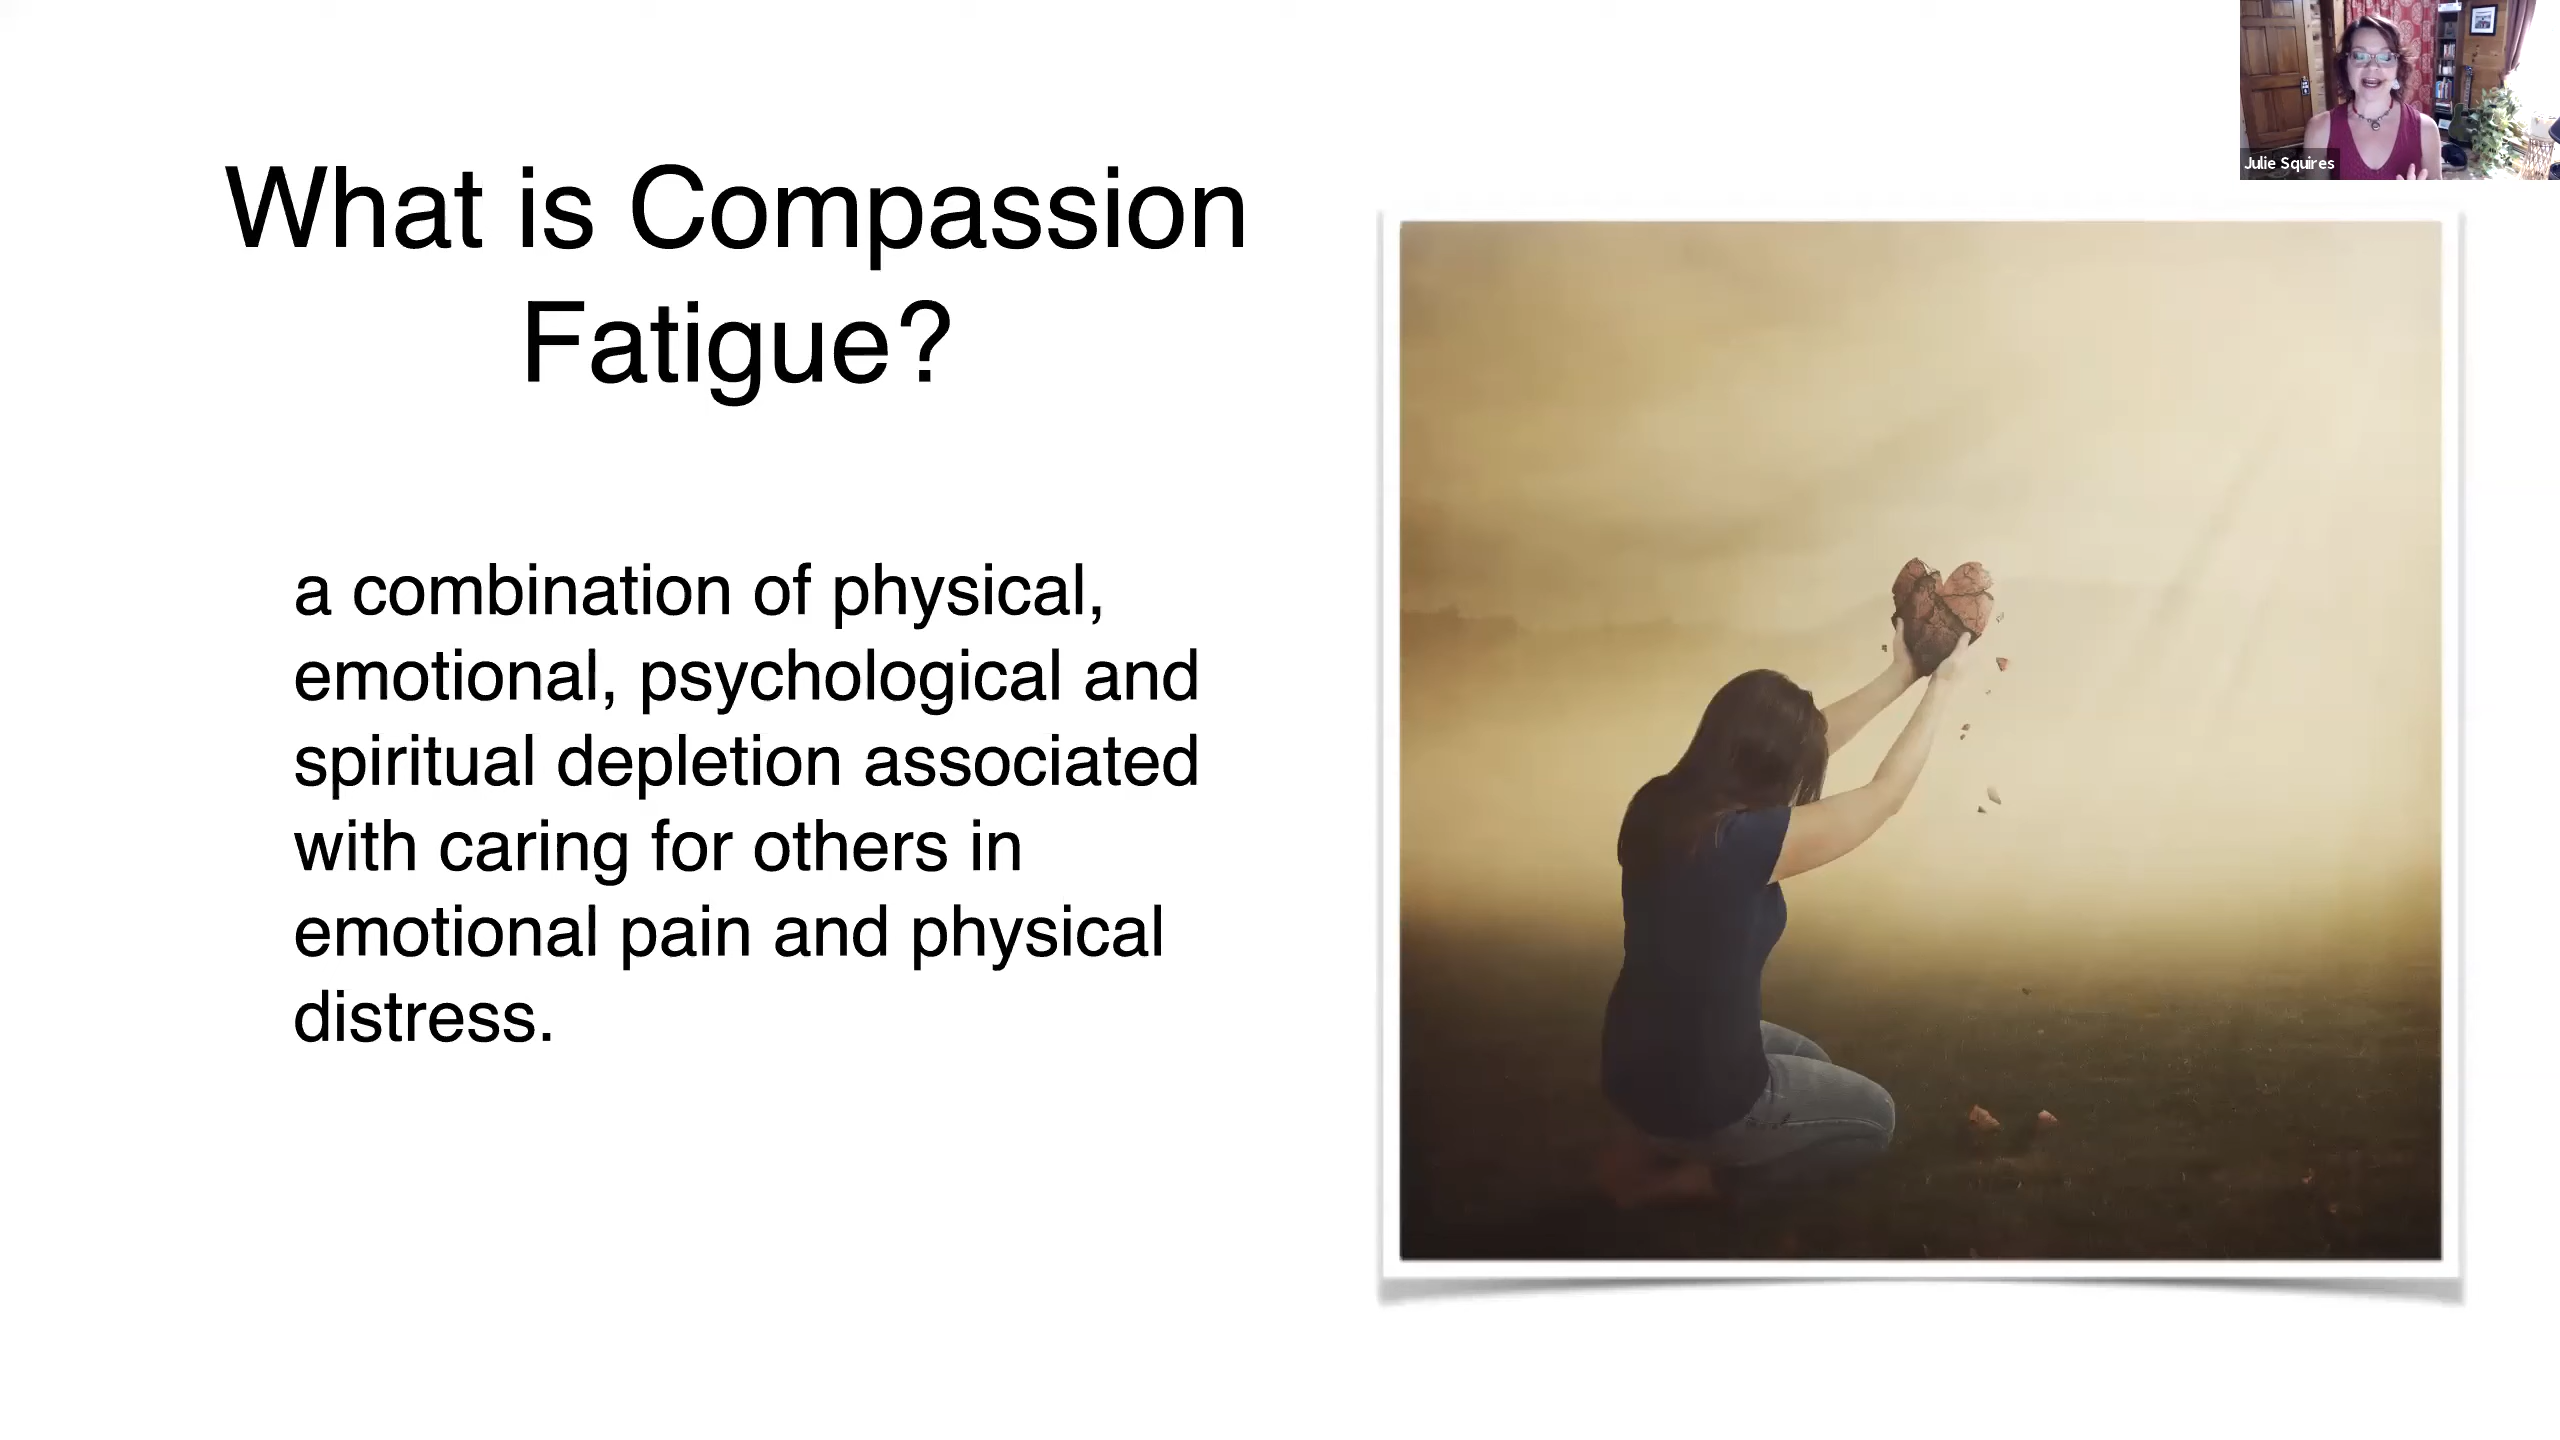 What is Compassion
Fatigue?
a combination of physical,
emotional, psychological and
spiritual depletion associated
with caring for others in
emotional pain and physical
distress.
Julie Squires